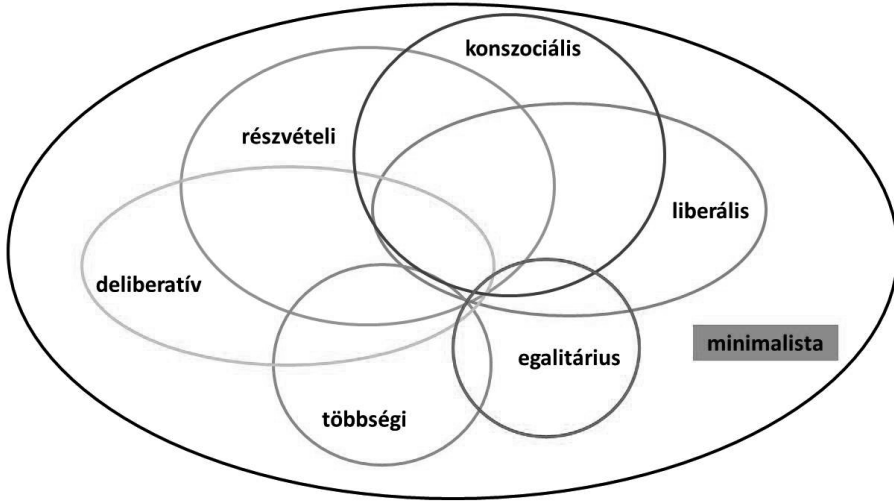 konszociális
részvételi
liberális
deliberatív
minimalista
egalitárius
többségi